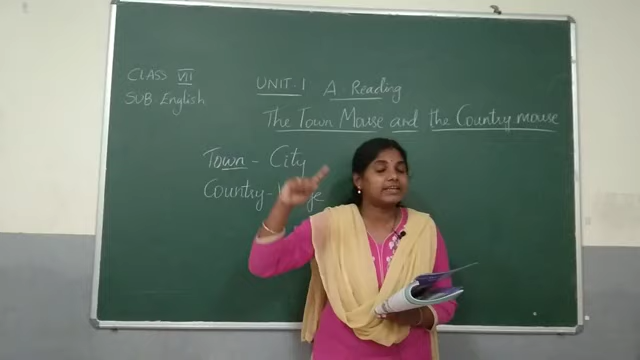 CLASS VII
SUB English
UNIT-1 A. Reading
The Town Mouse and the Country mouse
Town - City
Country -